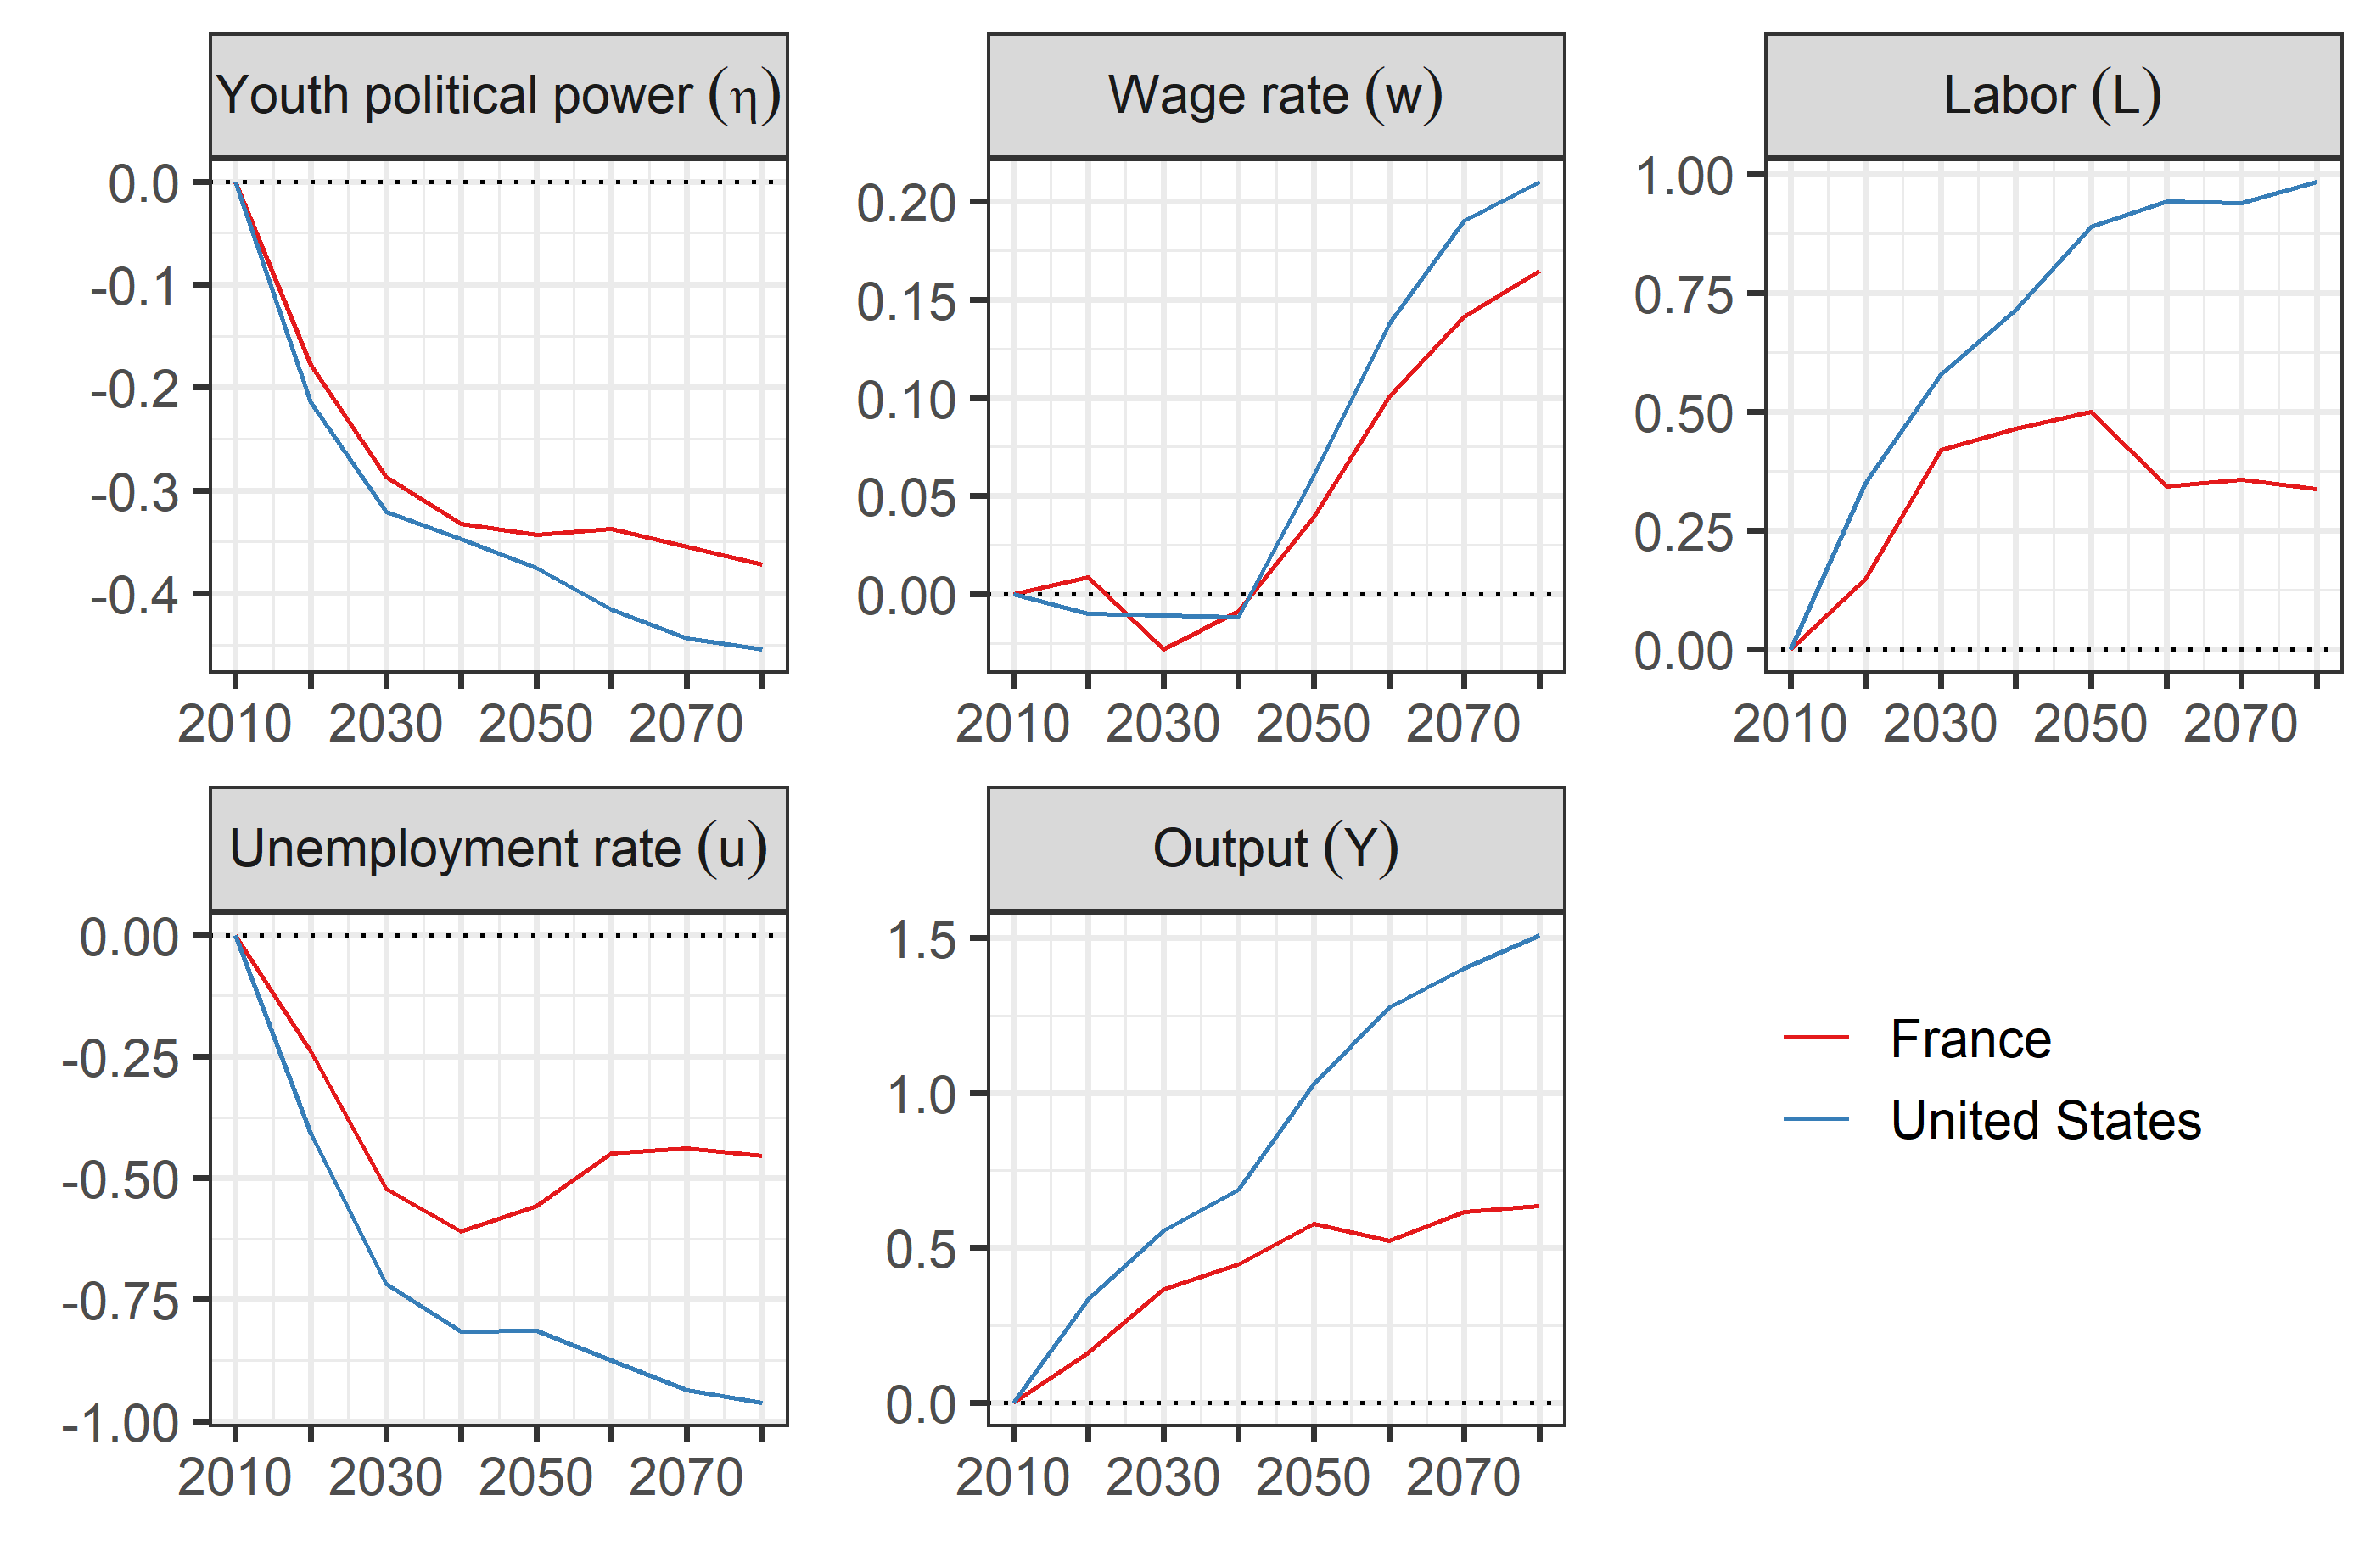 Youth political power (η)
Wage rate (w)
Labor (L)
0.0
-0.1
-0.2
-0.3
-0.4
0.20
0.15
0.10
0.05
0.00
1.00
0.75
0.50
0.25
0.00
2010 2030 2050 2070
2010 2030 2050 2070
2010 2030 2050 2070
Unemployment rate (u)
Output (Y)
0.00
-0.25
-0.50
-0.75
-1.00
1.5
1.0
0.5
0.0
France
United States
2010 2030 2050 2070
2010 2030 2050 2070